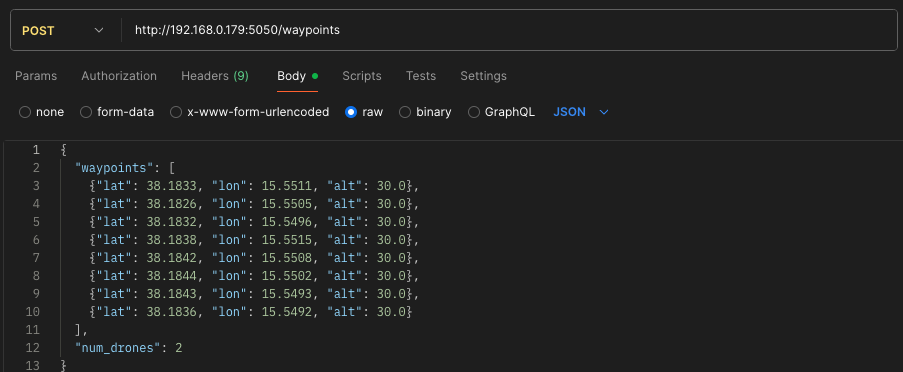 POST http://192.168.0.179:5050/waypoints
Params Authorization Headers (9) Body Scripts Tests Settings
none form-data x-www-form-urlencoded raw binary GraphQL JSON
1 {
2 "waypoints": [
3 {"lat": 38.1833, "lon": 15.5511, "alt": 30.0},
4 {"lat": 38.1826, "lon": 15.5505, "alt": 30.0},
5 {"lat": 38.1832, "lon": 15.5496, "alt": 30.0},
6 {"lat": 38.1838, "lon": 15.5515, "alt": 30.0},
7 {"lat": 38.1842, "lon": 15.5508, "alt": 30.0},
8 {"lat": 38.1844, "lon": 15.5502, "alt": 30.0},
9 {"lat": 38.1843, "lon": 15.5493, "alt": 30.0},
10 {"lat": 38.1836, "lon": 15.5492, "alt": 30.0}
11 ],
12 "num_drones": 2
13 }